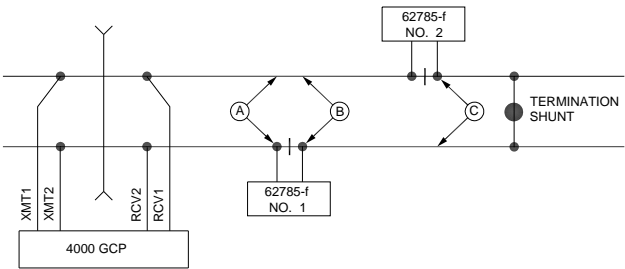 62785-f
NO. 2
A
B
C
TERMINATION
SHUNT
XMT1
XMT2
RCV2
RCV1
62785-f
NO. 1
4000 GCP